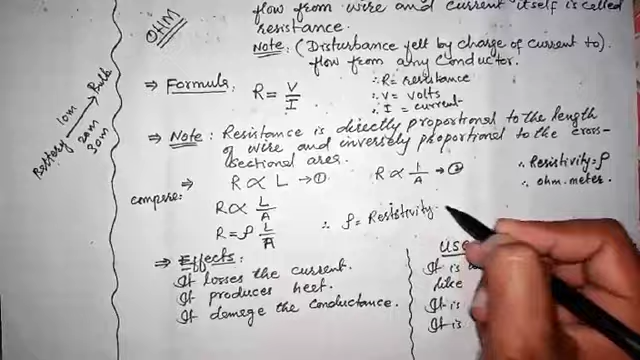 flow from wire and current itself is called
resistance.
OHM
Note: (Disturbance felt by charge of current to)
flow from any conductor.
Battery 10m Bulb
20m
30m
⇒ Formula: R = V/I
∴ R = resistance
∴ V = volts
∴ I = current
⇒ Note: Resistance is directly proportional to the length
of wire and inversely proportional to the cross-
sectional area.
⇒ R ∝ L → ① R ∝ 1/A → ②
∴ Resistivity = ρ
∴ ohm-meter.
compare:
R ∝ L/A
R = ρ L/A
∴ ρ = Resistivity.
⇒ Effects:
It losses the current.
It produces heet.
It demege the conductance.
USE
It is
like
It is
It is